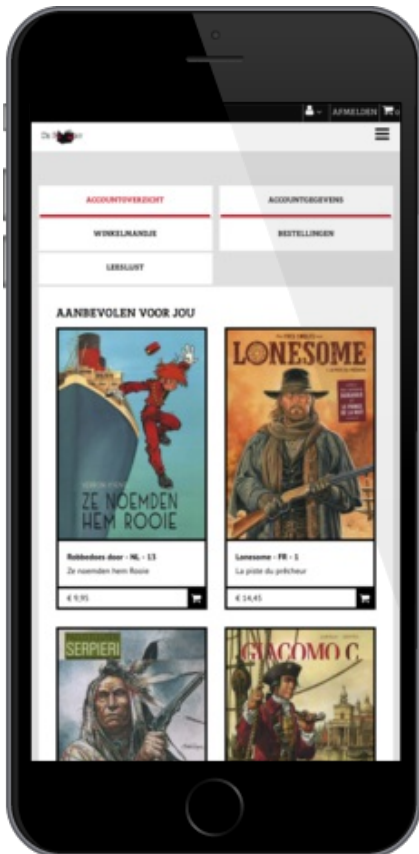 AFMELDEN 0
ACCOUNTOVERZICHT
ACCOUNTGEGEVENS
WINKELMANDJE
BESTELLINGEN
LEESLIJST
AANBEVOLEN VOOR JOU
ZE NOEMDEN
HEM ROOIE
LONESOME
Robbedoes door - NL - 13
Ze noemden hem Rooie
€ 9,95
Lonesome - FR - 1
La piste du prêcheur
€ 14,45
SERPIERI
GIACOMO C.